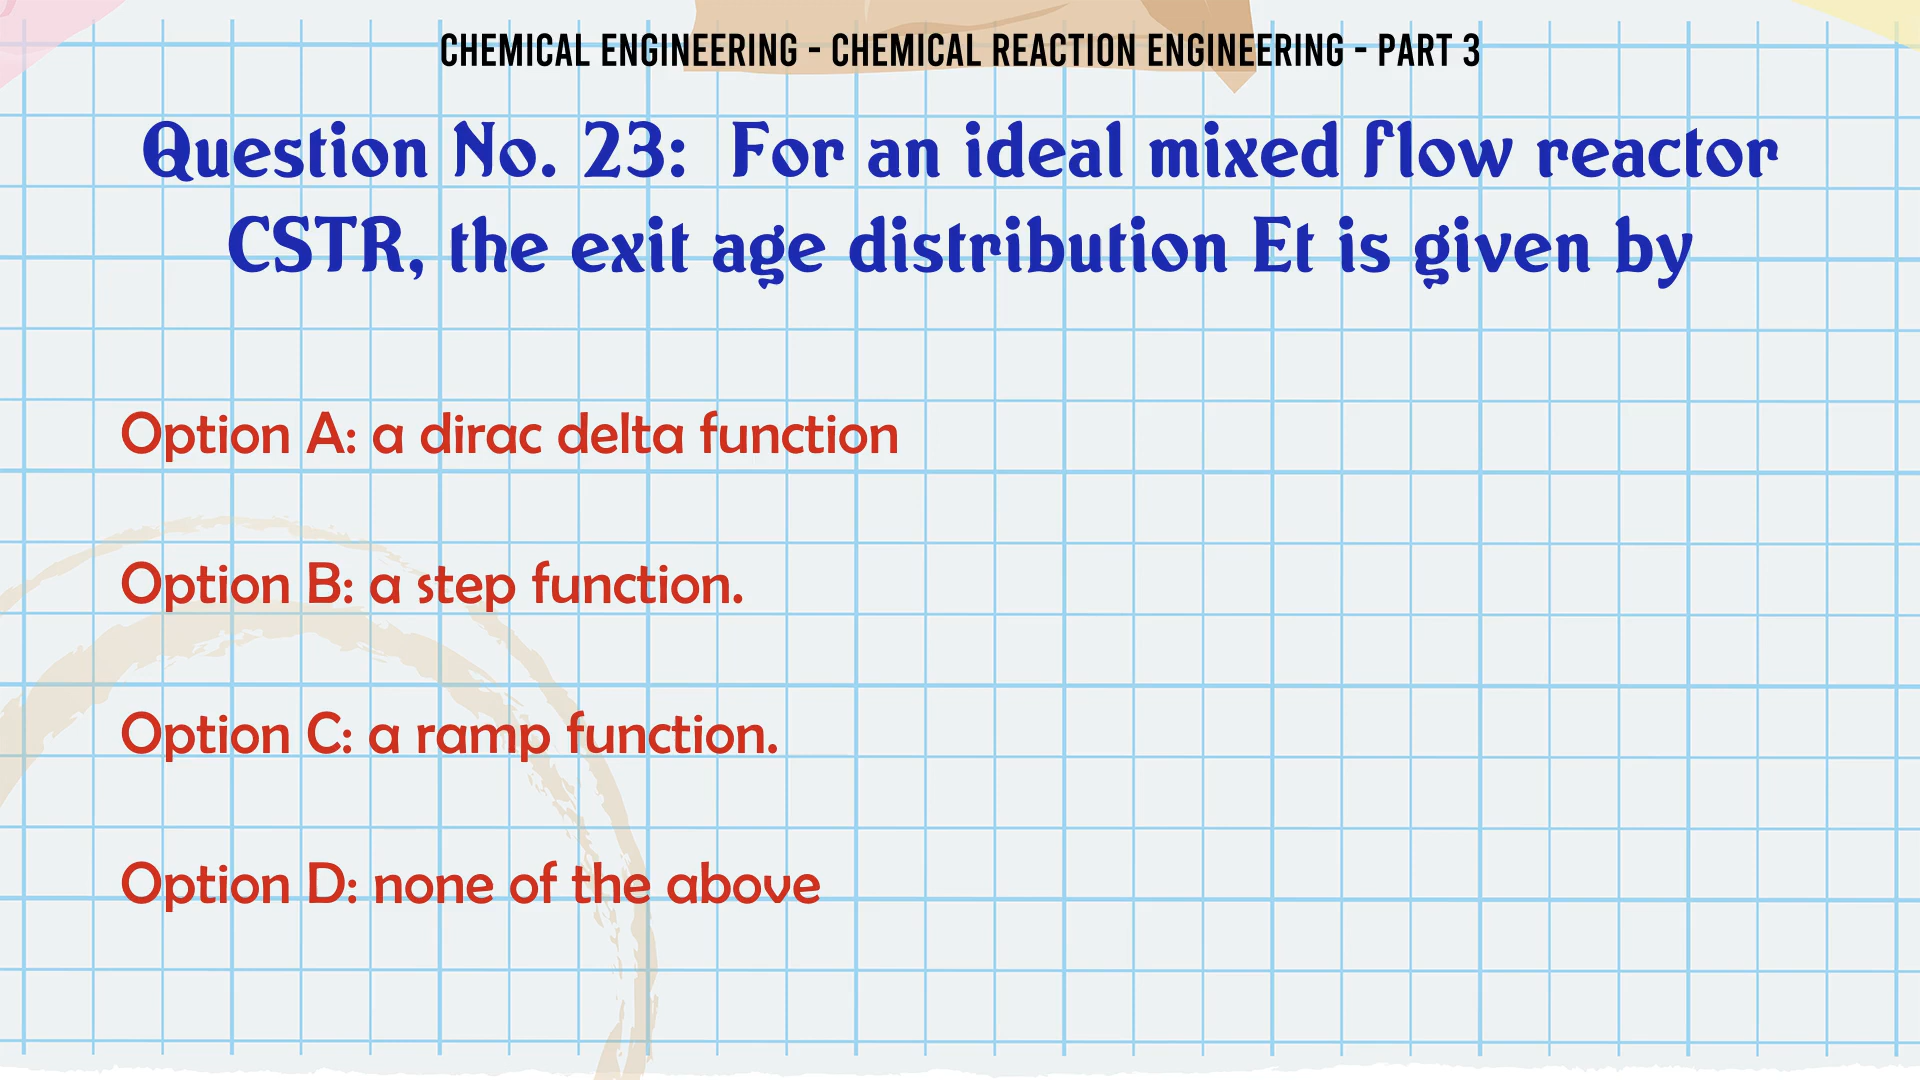 CHEMICAL ENGINEERING - CHEMICAL REACTION ENGINEERING - PART 3
Question No. 23: For an ideal mixed flow reactor
CSTR, the exit age distribution Et is given by
Option A: a dirac delta function
Option B: a step function.
Option C: a ramp function.
Option D: none of the above